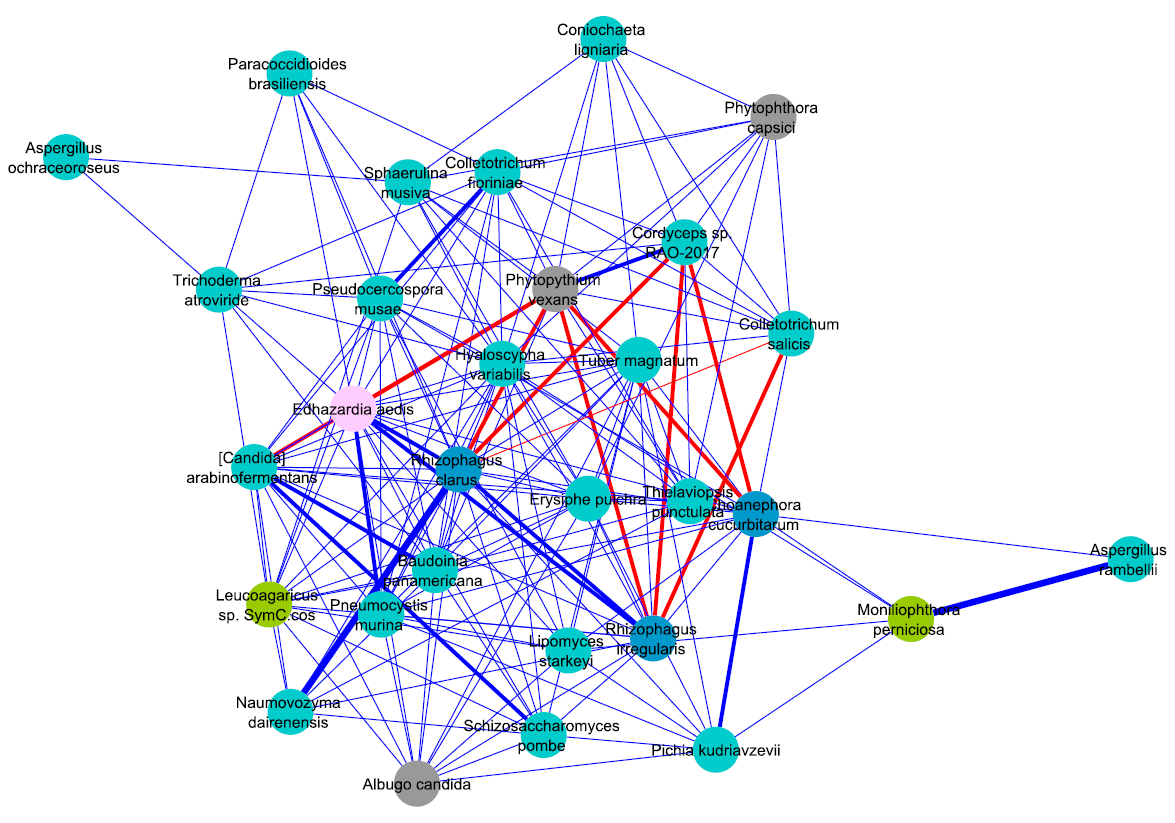 Coniochaeta
ligniaria
Paracoccidioides
brasiliensis
Phytophthora
capsici
Aspergillus
ochraceoroseus
Sphaerulina
musiva
Colletotrichum
fioriniae
Cordyceps sp.
RAO-2017
Trichoderma
atroviride
Pseudocercospora
musae
Phytopythium
vexans
Colletotrichum
salicis
Hyaloscypha
variabilis
Tuber magnatum
Edhazardia aedis
[Candida]
arabinofermentans
Rhizophagus
clarus
Erysiphe pulchra
Thielaviopsis
punctulata
Choanephora
cucurbitarum
Aspergillus
rambellii
Baudoinia
panamericana
Leucoagaricus
sp. SymC.cos
Pneumocystis
murina
Moniliophthora
perniciosa
Lipomyces
starkeyi
Rhizophagus
irregularis
Naumovozyma
dairenensis
Schizosaccharomyces
pombe
Pichia kudriavzevii
Albugo candida